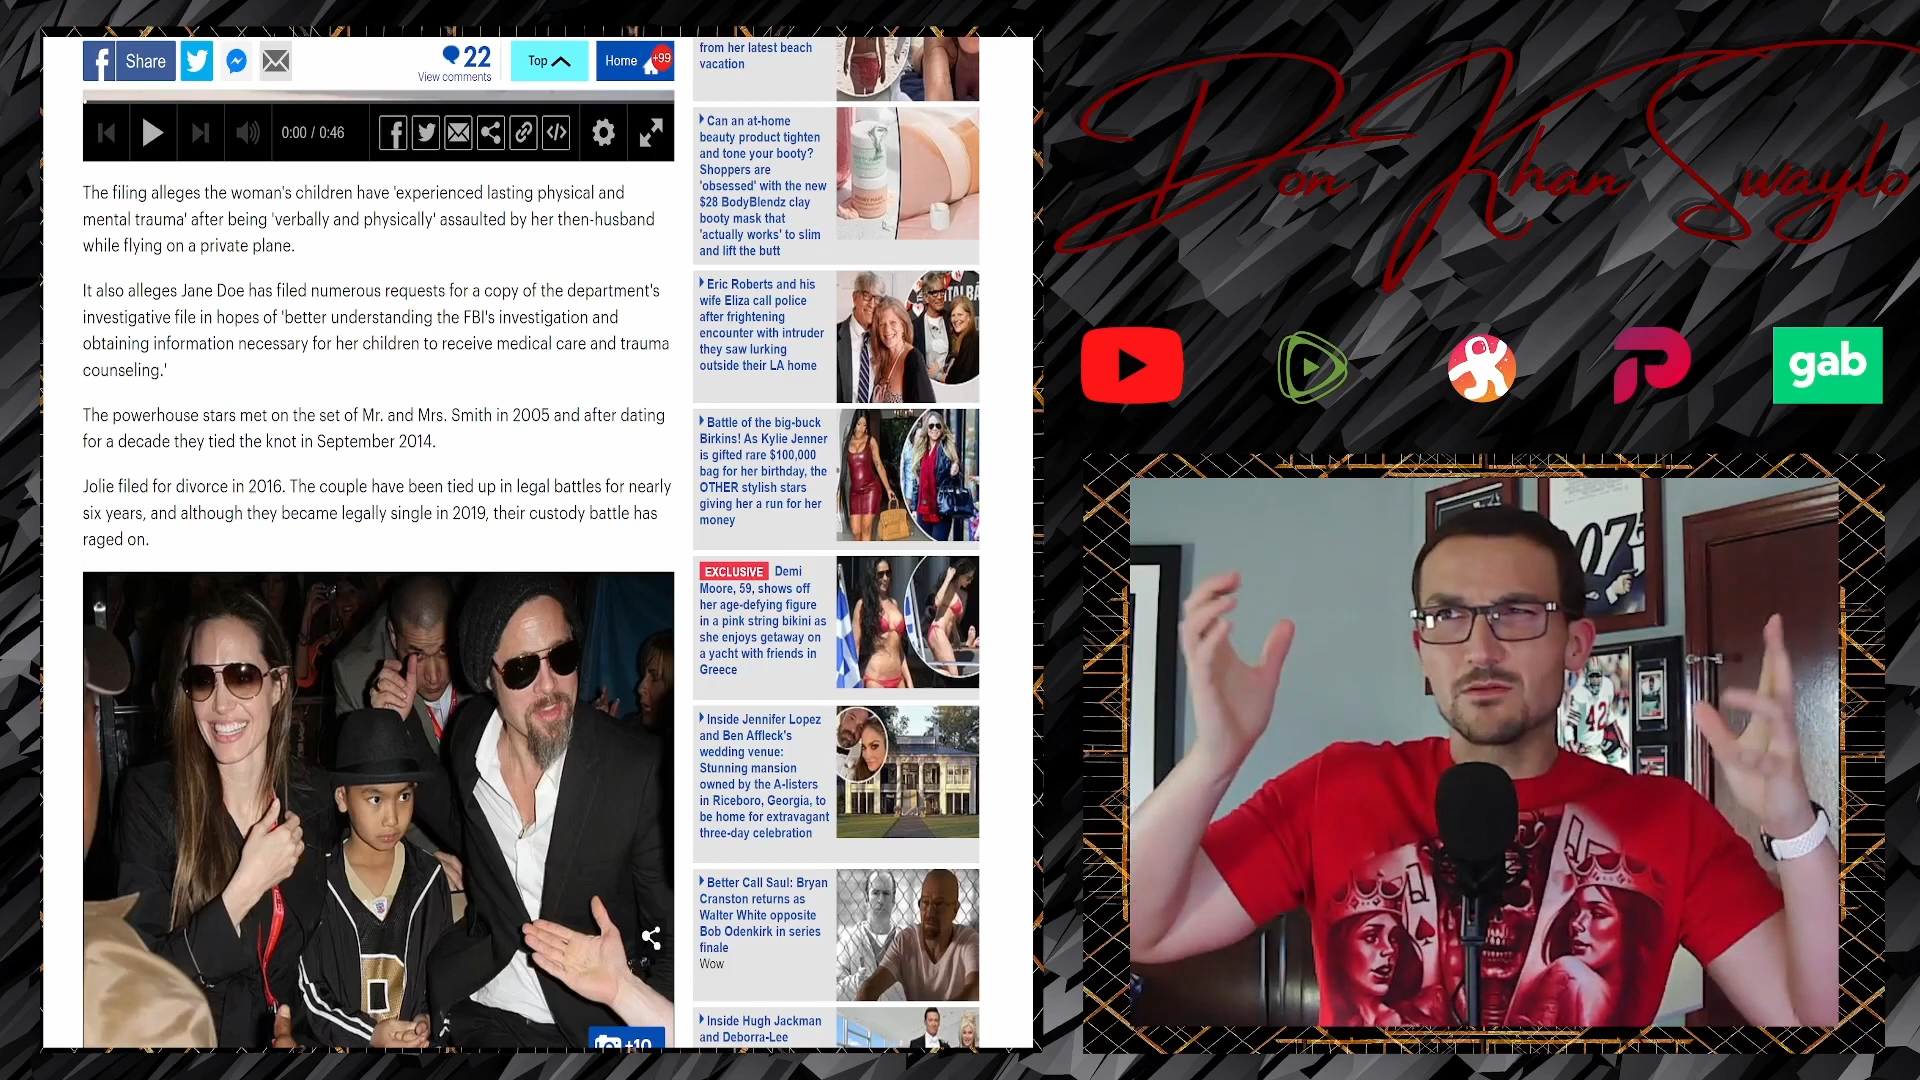 Share
22
View comments
Top
Home
+99
0:00 / 0:46
The filing alleges the woman's children have 'experienced lasting physical and
mental trauma' after being 'verbally and physically' assaulted by her then-husband
while flying on a private plane.
It also alleges Jane Doe has filed numerous requests for a copy of the department's
investigative file in hopes of 'better understanding the FBI's investigation and
obtaining information necessary for her children to receive medical care and trauma
counseling.'
The powerhouse stars met on the set of Mr. and Mrs. Smith in 2005 and after dating
for a decade they tied the knot in September 2014.
Jolie filed for divorce in 2016. The couple have been tied up in legal battles for nearly
six years, and although they became legally single in 2019, their custody battle has
raged on.
+10
from her latest beach
vacation
Can an at-home
beauty product tighten
and tone your booty?
Shoppers are
'obsessed' with the new
$28 BodyBlendz clay
booty mask that
'actually works' to slim
and lift the butt
Eric Roberts and his
wife Eliza call police
after frightening
encounter with intruder
they saw lurking
outside their LA home
Battle of the big-buck
Birkins! As Kylie Jenner
is gifted rare $100,000
bag for her birthday, the
OTHER stylish stars
giving her a run for her
money
EXCLUSIVE Demi
Moore, 59, shows off
her age-defying figure
in a pink string bikini as
she enjoys getaway on
a yacht with friends in
Greece
Inside Jennifer Lopez
and Ben Affleck's
wedding venue:
Stunning mansion
owned by the A-listers
in Riceboro, Georgia, to
be home for extravagant
three-day celebration
Better Call Saul: Bryan
Cranston returns as
Walter White opposite
Bob Odenkirk in series
finale
Wow
Inside Hugh Jackman
and Deborra-Lee
Don Khan Swaylo
gab
007
42